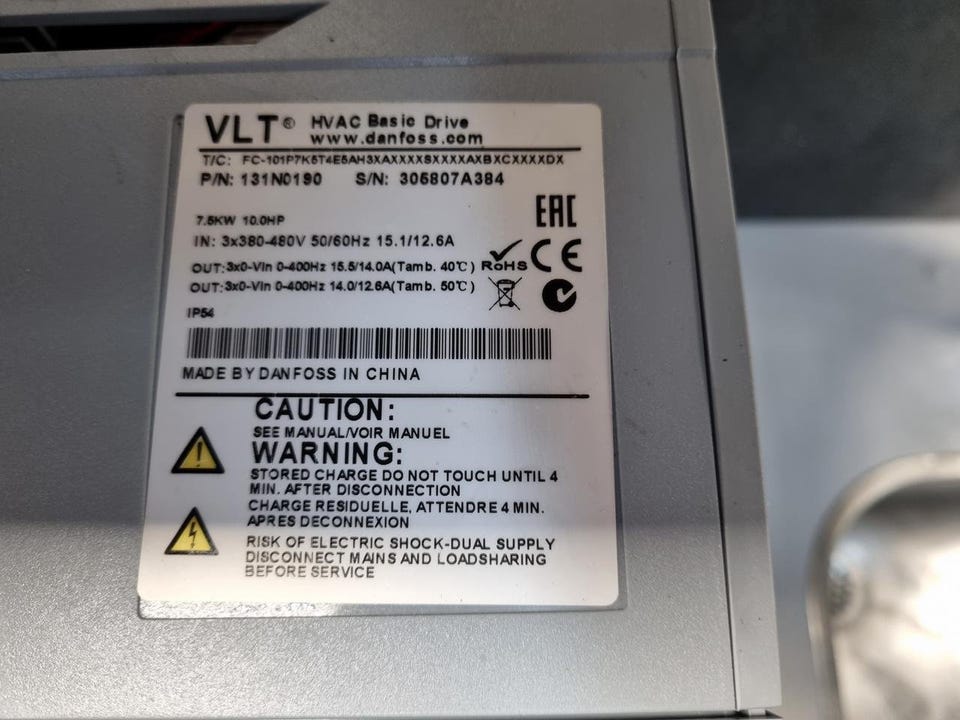 VLT® HVAC Basic Drive
www.danfoss.com
T/C: FC-101P7K5T4E5AH3XAXXXXSXXXXAXBXCXXXXDX
P/N: 131N0190 S/N: 305807A384
EAC
7.5KW 10.0HP
IN: 3x380-480V 50/60Hz 15.1/12.6A
OUT: 3x0-Vin 0-400Hz 15.5/14.0A(Tamb. 40℃)
RoHS CE
OUT: 3x0-Vin 0-400Hz 14.0/12.6A(Tamb. 50℃)
IP54
MADE BY DANFOSS IN CHINA
CAUTION:
SEE MANUAL/VOIR MANUEL
WARNING:
STORED CHARGE DO NOT TOUCH UNTIL 4
MIN. AFTER DISCONNECTION
CHARGE RESIDUELLE, ATTENDRE 4 MIN.
APRES DECONNEXION
RISK OF ELECTRIC SHOCK-DUAL SUPPLY
DISCONNECT MAINS AND LOADSHARING
BEFORE SERVICE